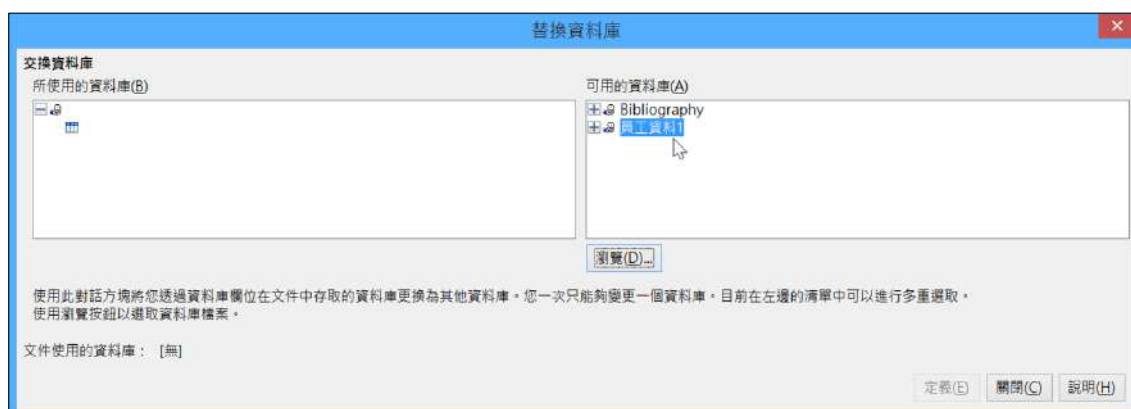 替換資料庫
交換資料庫
所使用的資料庫(B)
可用的資料庫(A)
Bibliography
員工資料1
瀏覽(D)...
使用此對話方塊將您透過資料庫欄位在文件中存取的資料庫更換為其他資料庫。您一次只能夠變更一個資料庫。目前在左邊的清單中可以進行多重選取。
使用瀏覽按鈕以選取資料庫檔案。
文件使用的資料庫： [無]
定義(E) 關閉(C) 說明(H)